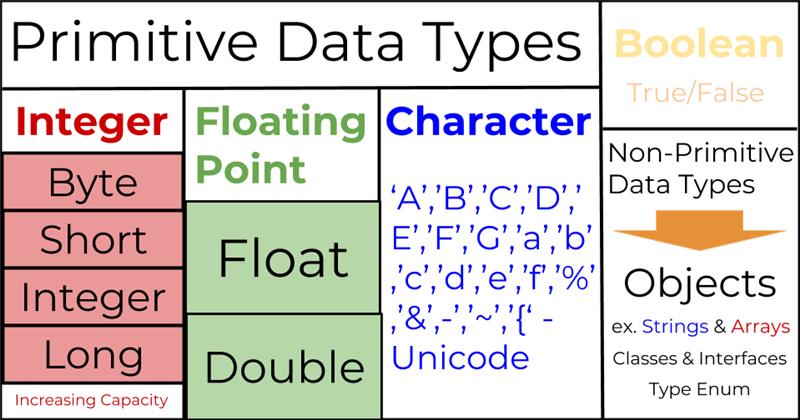 Primitive Data Types
Integer
Byte
Short
Integer
Long
Increasing Capacity
Floating
Point
Float
Double
Character
‘A’,’B’,’C’,’D’,’
E’,’F’,’G’,’a’,’b’
,’c’,’d’,’e’,’f’,’%’
,’&’,-’,’~’,’{‘ -
Unicode
Boolean
True/False
Non-Primitive
Data Types
Objects
ex. Strings & Arrays
Classes & Interfaces
Type Enum